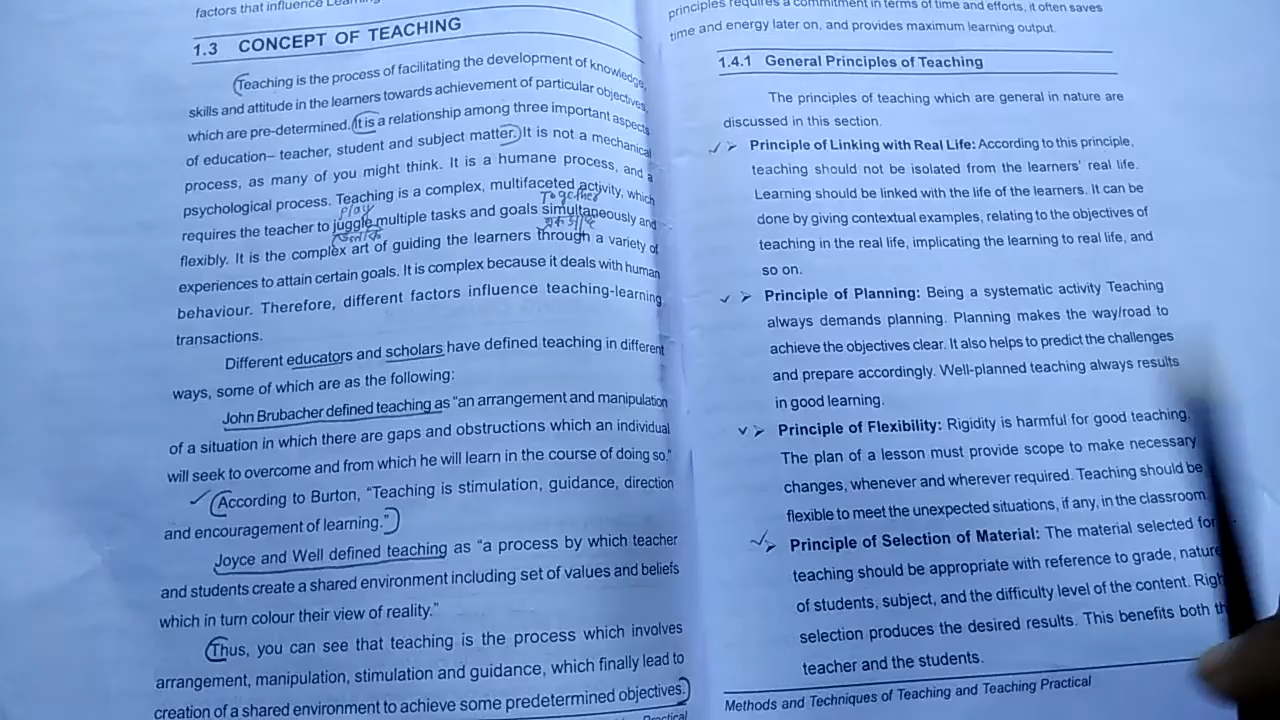 factors that influence
1.3 CONCEPT OF TEACHING
Teaching is the process of facilitating the development of knowledge,
skills and attitude in the learners towards achievement of particular objectives,
which are pre-determined. It is a relationship among three important aspects
of education– teacher, student and subject matter. It is not a mechanical
process, as many of you might think. It is a humane process, and a
psychological process. Teaching is a complex, multifaceted activity, which
Together
play
requires the teacher to juggle multiple tasks and goals simultaneously and
flexibly. It is the complex art of guiding the learners through a variety of
experiences to attain certain goals. It is complex because it deals with human
behaviour. Therefore, different factors influence teaching-learning
transactions.
Different educators and scholars have defined teaching in different
ways, some of which are as the following:
John Brubacher defined teaching as “an arrangement and manipulation
of a situation in which there are gaps and obstructions which an individual
will seek to overcome and from which he will learn in the course of doing so.”
According to Burton, “Teaching is stimulation, guidance, direction
and encouragement of learning.”
Joyce and Well defined teaching as “a process by which teacher
and students create a shared environment including set of values and beliefs
which in turn colour their view of reality.”
Thus, you can see that teaching is the process which involves
arrangement, manipulation, stimulation and guidance, which finally lead to
creation of a shared environment to achieve some predetermined objectives.
Practical
principles requires a commitment in terms of time and efforts, it often saves
time and energy later on, and provides maximum learning output.
1.4.1 General Principles of Teaching
The principles of teaching which are general in nature are
discussed in this section.
➢ Principle of Linking with Real Life: According to this principle,
teaching should not be isolated from the learners' real life.
Learning should be linked with the life of the learners. It can be
done by giving contextual examples, relating to the objectives of
teaching in the real life, implicating the learning to real life, and
so on.
➢ Principle of Planning: Being a systematic activity Teaching
always demands planning. Planning makes the way/road to
achieve the objectives clear. It also helps to predict the challenges
and prepare accordingly. Well-planned teaching always results
in good learning.
➢ Principle of Flexibility: Rigidity is harmful for good teaching.
The plan of a lesson must provide scope to make necessary
changes, whenever and wherever required. Teaching should be
flexible to meet the unexpected situations, if any, in the classroom.
➢ Principle of Selection of Material: The material selected for
teaching should be appropriate with reference to grade, nature
of students, subject, and the difficulty level of the content.
selection produces the desired results. This benefits both
teacher and the students.
Methods and Techniques of Teaching and Teaching Practical